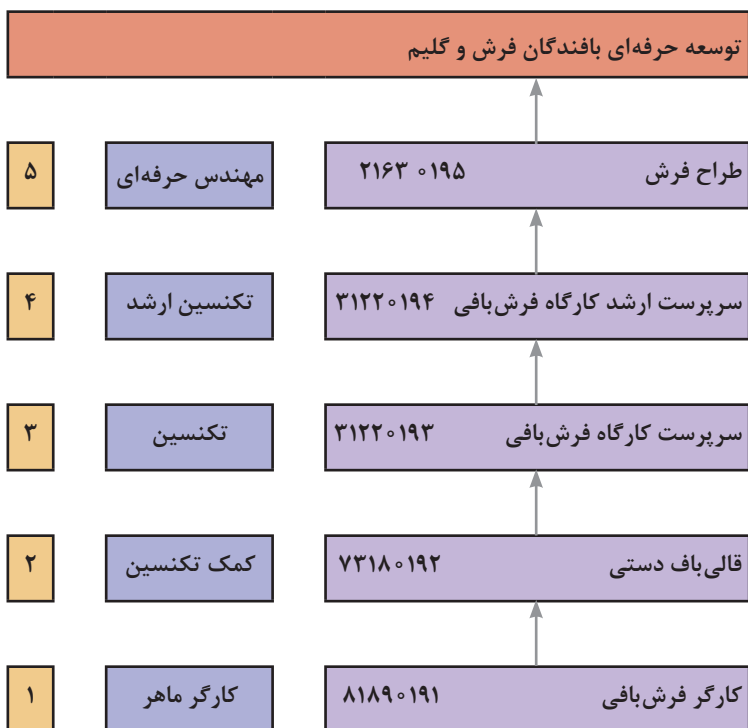 توسعه حرفه‌ای بافندگان فرش و گلیم
طراح فرش ۲۱۶۳ ۰۱۹۵ مهندس حرفه‌ای ۵
سرپرست ارشد کارگاه فرش‌بافی ۳۱۲۲۰۱۹۴ تکنسین ارشد ۴
سرپرست کارگاه فرش‌بافی ۳۱۲۲۰۱۹۳ تکنسین ۳
قالی‌باف دستی ۷۳۱۸۰۱۹۲ کمک تکنسین ۲
کارگر فرش‌بافی ۸۱۸۹۰۱۹۱ کارگر ماهر ۱